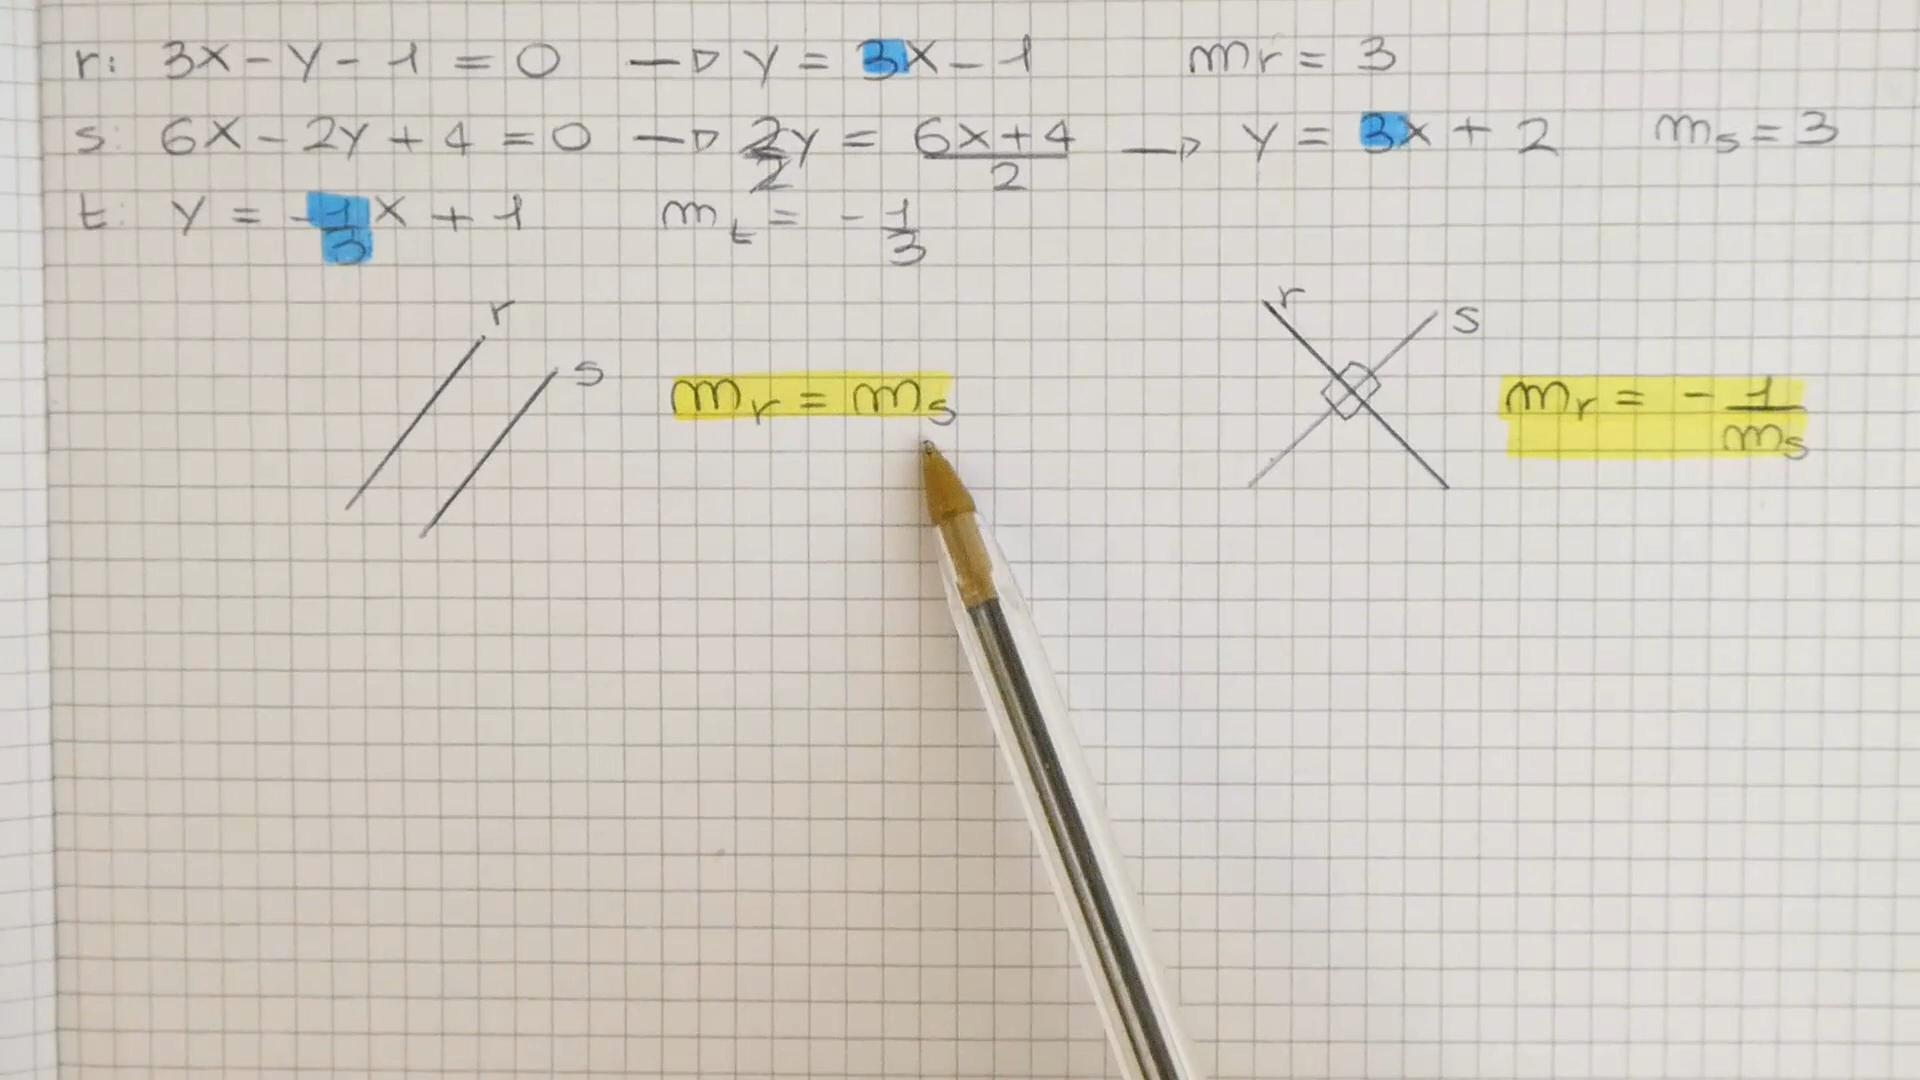 r: 3x - y - 1 = 0 → y = 3x - 1 mr = 3
s: 6x - 2y + 4 = 0 → 2y/2 = 6x+4/2 → y = 3x + 2 ms = 3
t: y = -1/3 x + 1 mt = -1/3
r
s
mr = ms
r
s
mr = -1/ms